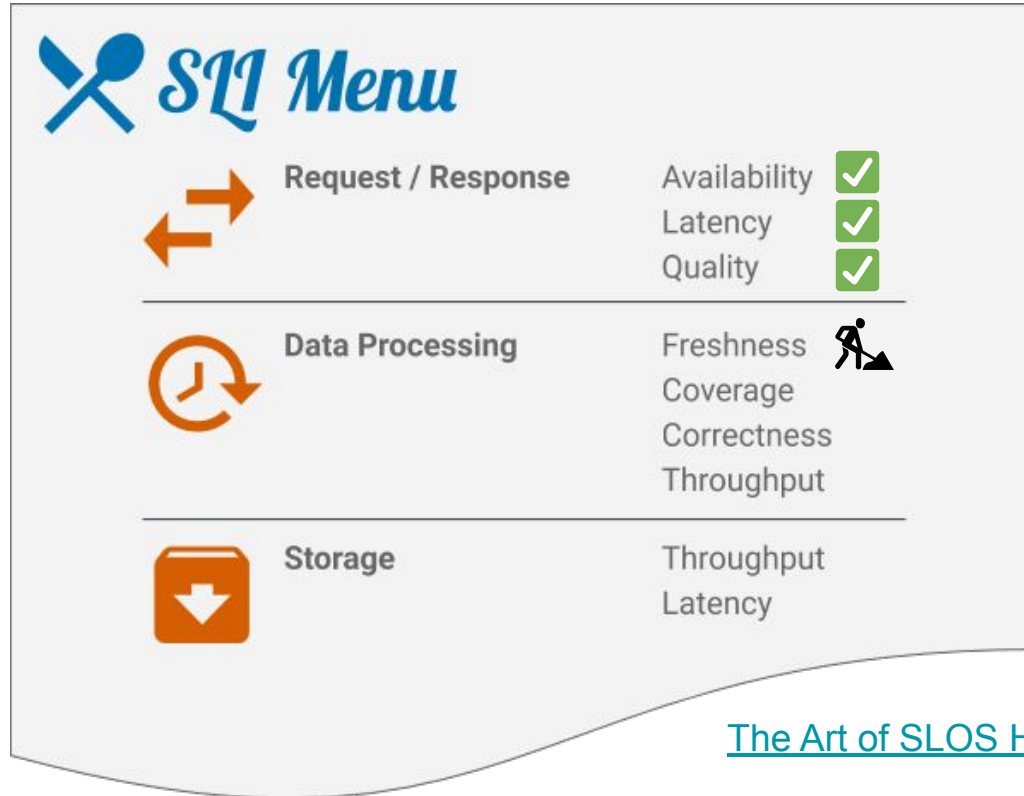 SLI Menu
Request / Response
Availability
Latency
Quality
Data Processing
Freshness
Coverage
Correctness
Throughput
Storage
Throughput
Latency
The Art of SLOS H